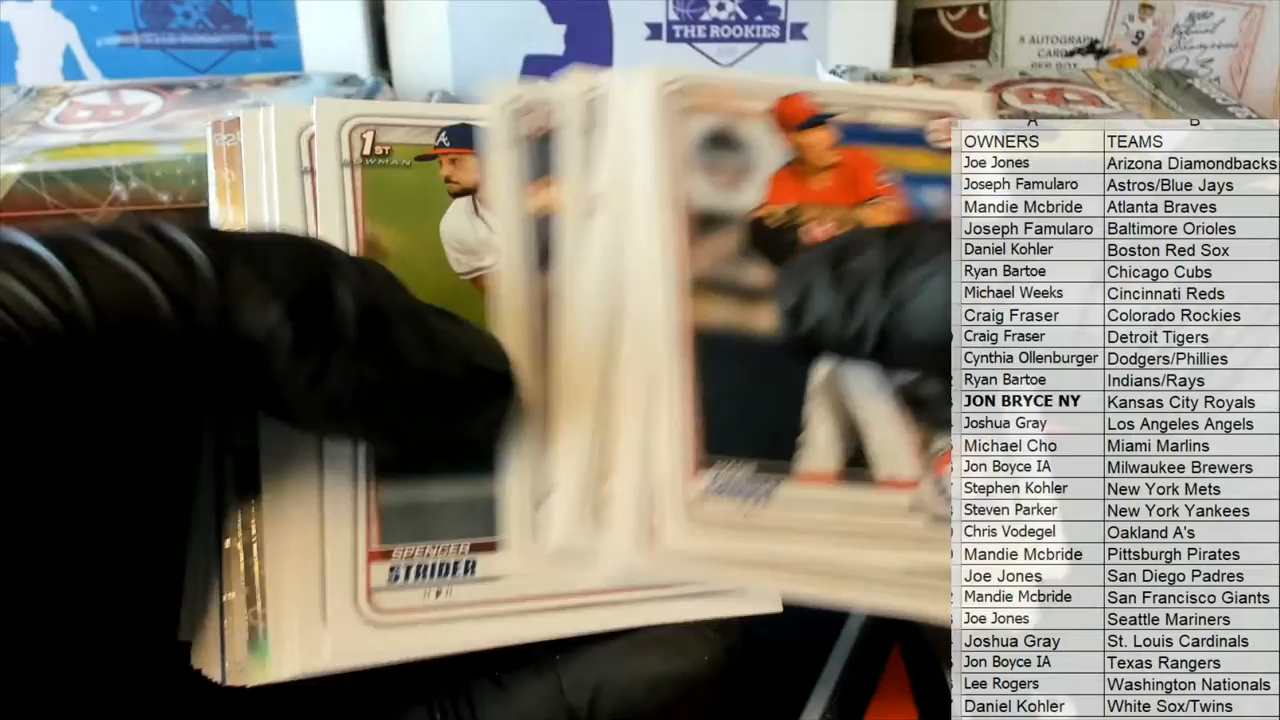 THE ROOKIES
8 AUTOGRAPH
CARDS
PER BOX
22
1ST
BOWMAN
SPENCER
STRIDER
"P"
A B
OWNERS TEAMS
Joe Jones Arizona Diamondbacks
Joseph Famularo Astros/Blue Jays
Mandie Mcbride Atlanta Braves
Joseph Famularo Baltimore Orioles
Daniel Kohler Boston Red Sox
Ryan Bartoe Chicago Cubs
Michael Weeks Cincinnati Reds
Craig Fraser Colorado Rockies
Craig Fraser Detroit Tigers
Cynthia Ollenburger Dodgers/Phillies
Ryan Bartoe Indians/Rays
JON BRYCE NY Kansas City Royals
Joshua Gray Los Angeles Angels
Michael Cho Miami Marlins
Jon Boyce IA Milwaukee Brewers
Stephen Kohler New York Mets
Steven Parker New York Yankees
Chris Vodegel Oakland A's
Mandie Mcbride Pittsburgh Pirates
Joe Jones San Diego Padres
Mandie Mcbride San Francisco Giants
Joe Jones Seattle Mariners
Joshua Gray St. Louis Cardinals
Jon Boyce IA Texas Rangers
Lee Rogers Washington Nationals
Daniel Kohler White Sox/Twins